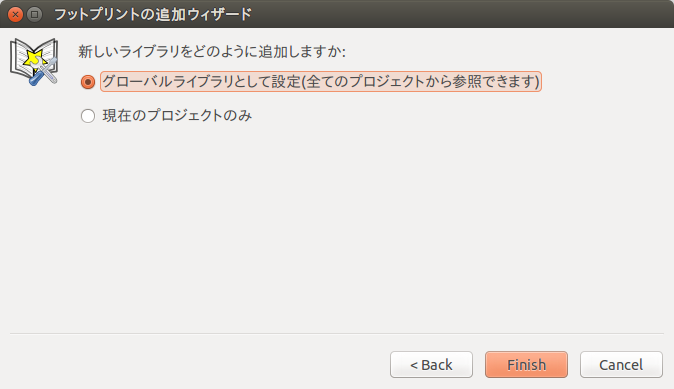 フットプリントの追加ウィザード
新しいライブラリをどのように追加しますか:
グローバルライブラリとして設定(全てのプロジェクトから参照できます)
現在のプロジェクトのみ
< Back
Finish
Cancel